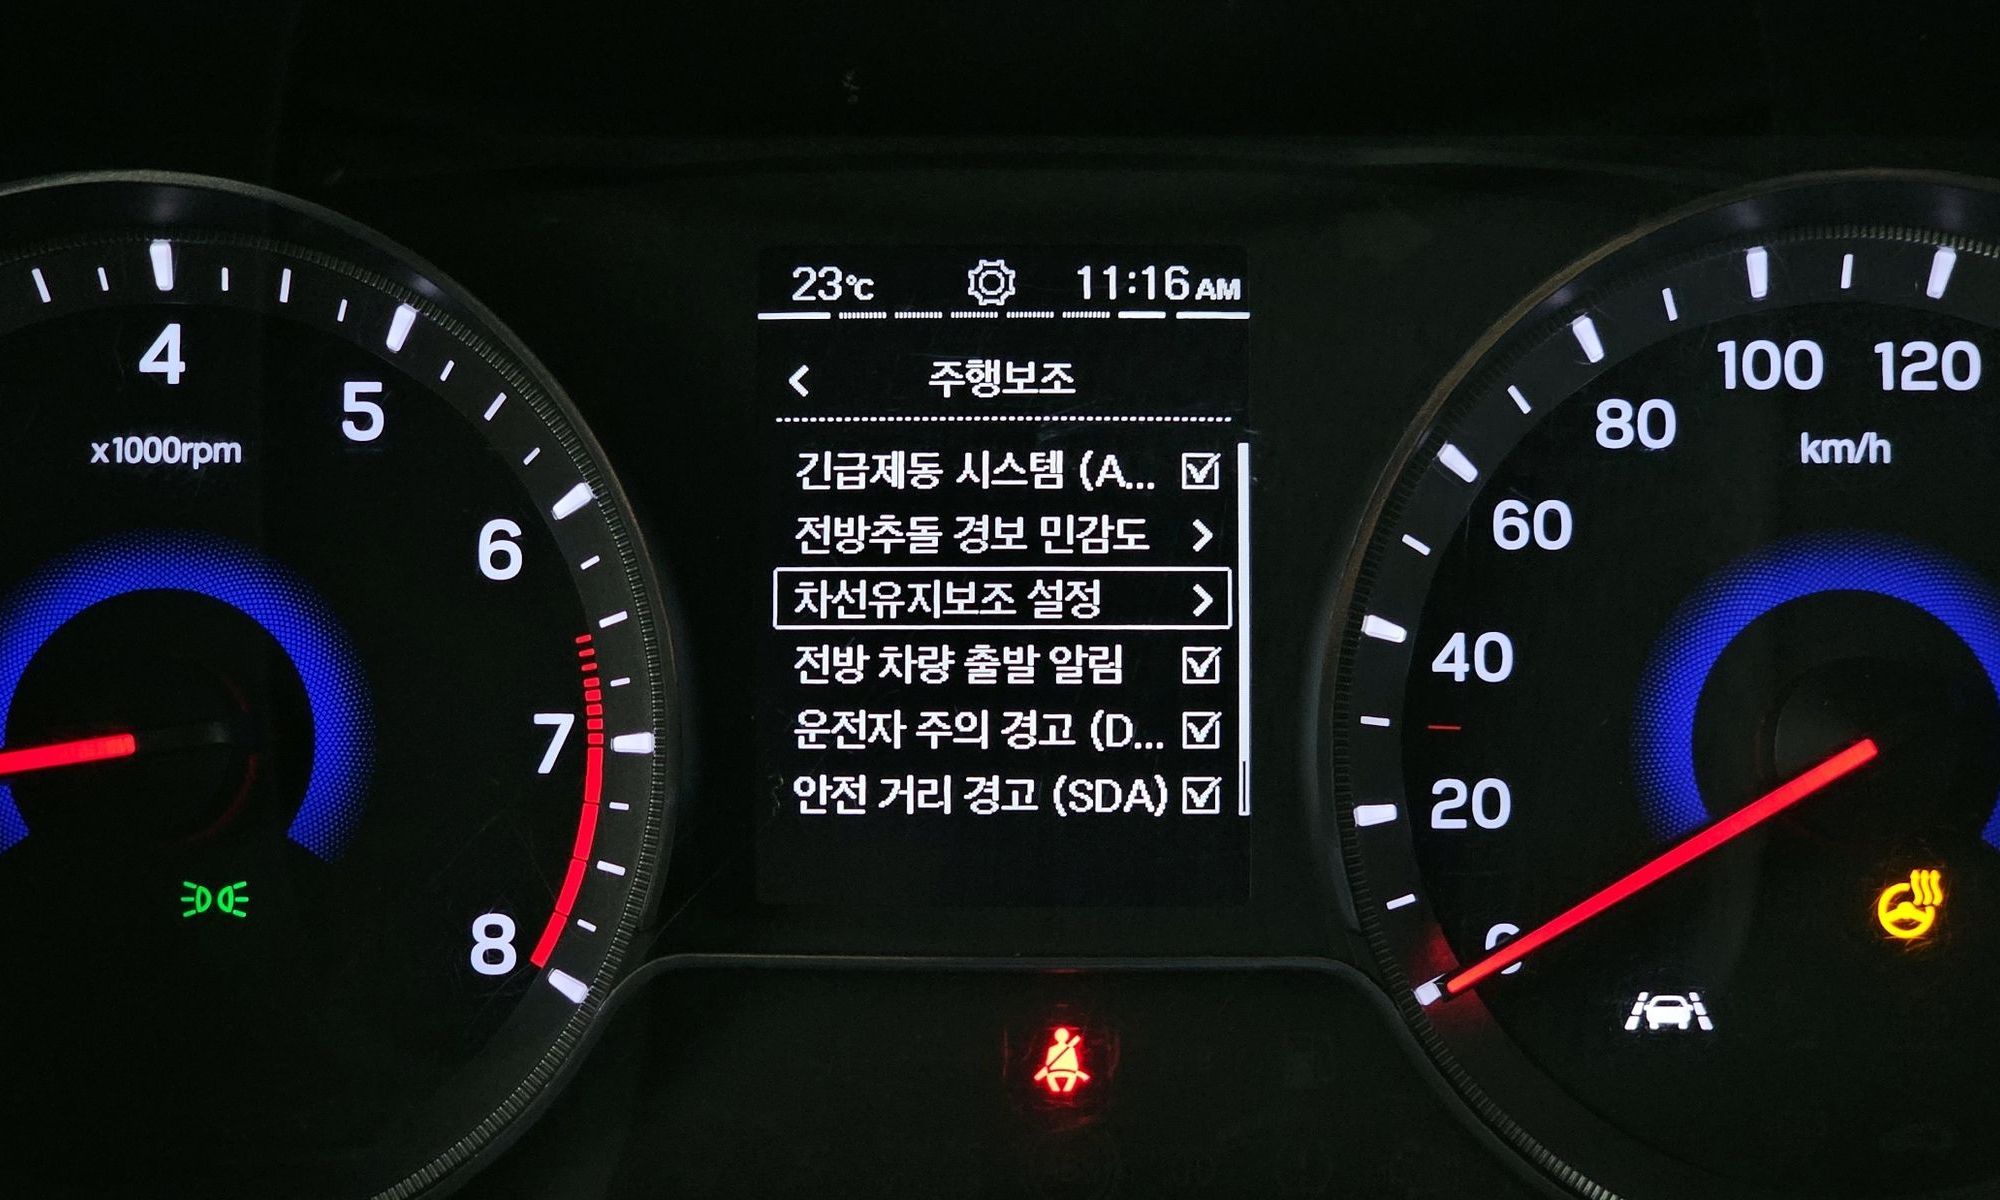 23°C 11:16 AM
주행보조
긴급제동 시스템 (A...
전방추돌 경보 민감도
차선유지보조 설정
전방 차량 출발 알림
운전자 주의 경고 (D...
안전 거리 경고 (SDA)
4
5
6
7
8
x1000rpm
0
20
40
60
80
100
120
km/h